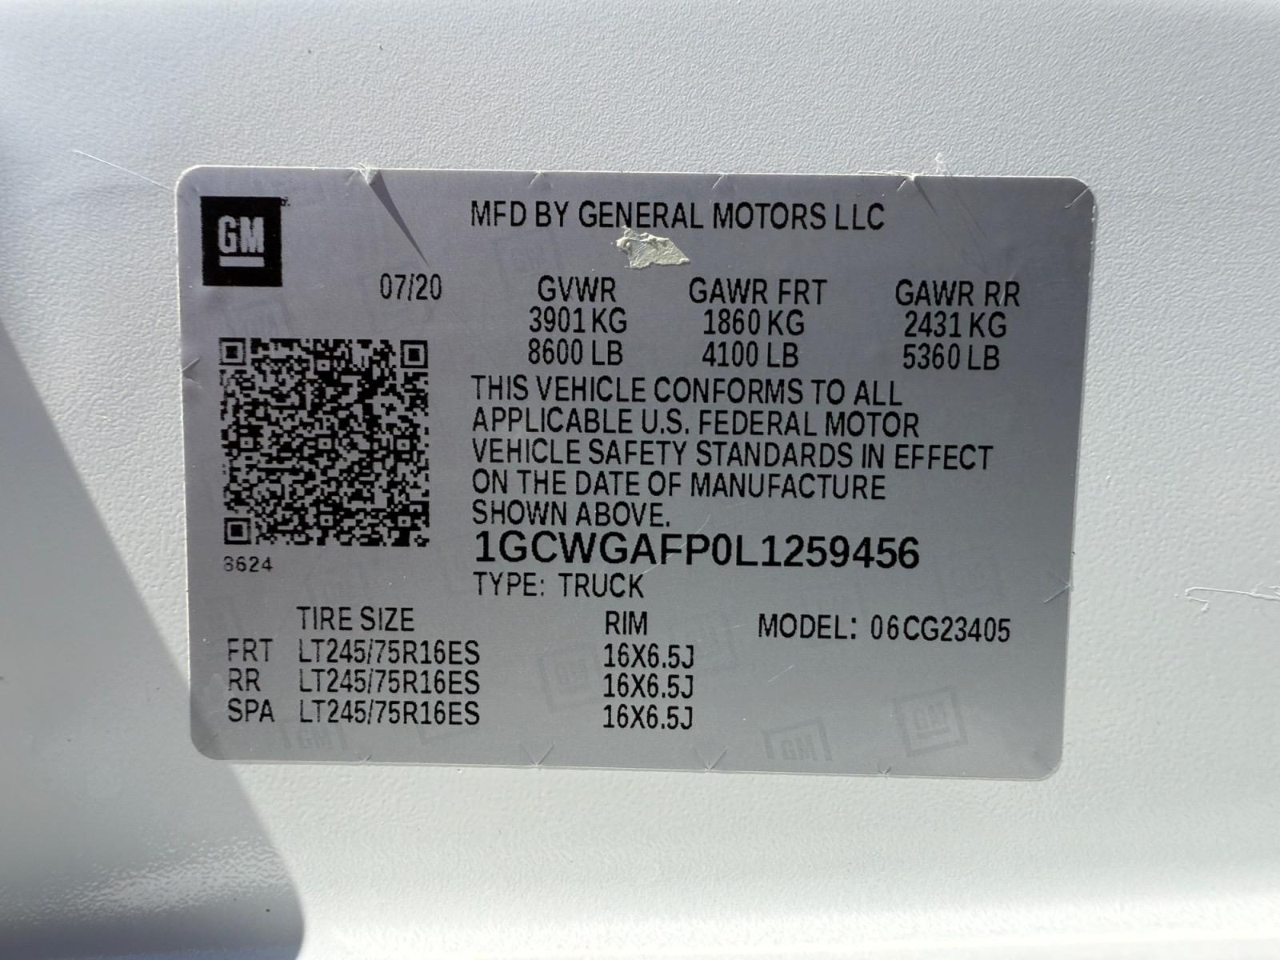 GM
MFD BY GENERAL MOTORS LLC
07/20 GVWR GAWR FRT GAWR RR
3901 KG 1860 KG 2431 KG
8600 LB 4100 LB 5360 LB
THIS VEHICLE CONFORMS TO ALL
APPLICABLE U.S. FEDERAL MOTOR
VEHICLE SAFETY STANDARDS IN EFFECT
ON THE DATE OF MANUFACTURE
SHOWN ABOVE.
1GCWGAFP0L1259456
8624
TYPE: TRUCK
TIRE SIZE RIM MODEL: 06CG23405
FRT LT245/75R16ES 16X6.5J
RR LT245/75R16ES 16X6.5J
SPA LT245/75R16ES 16X6.5J